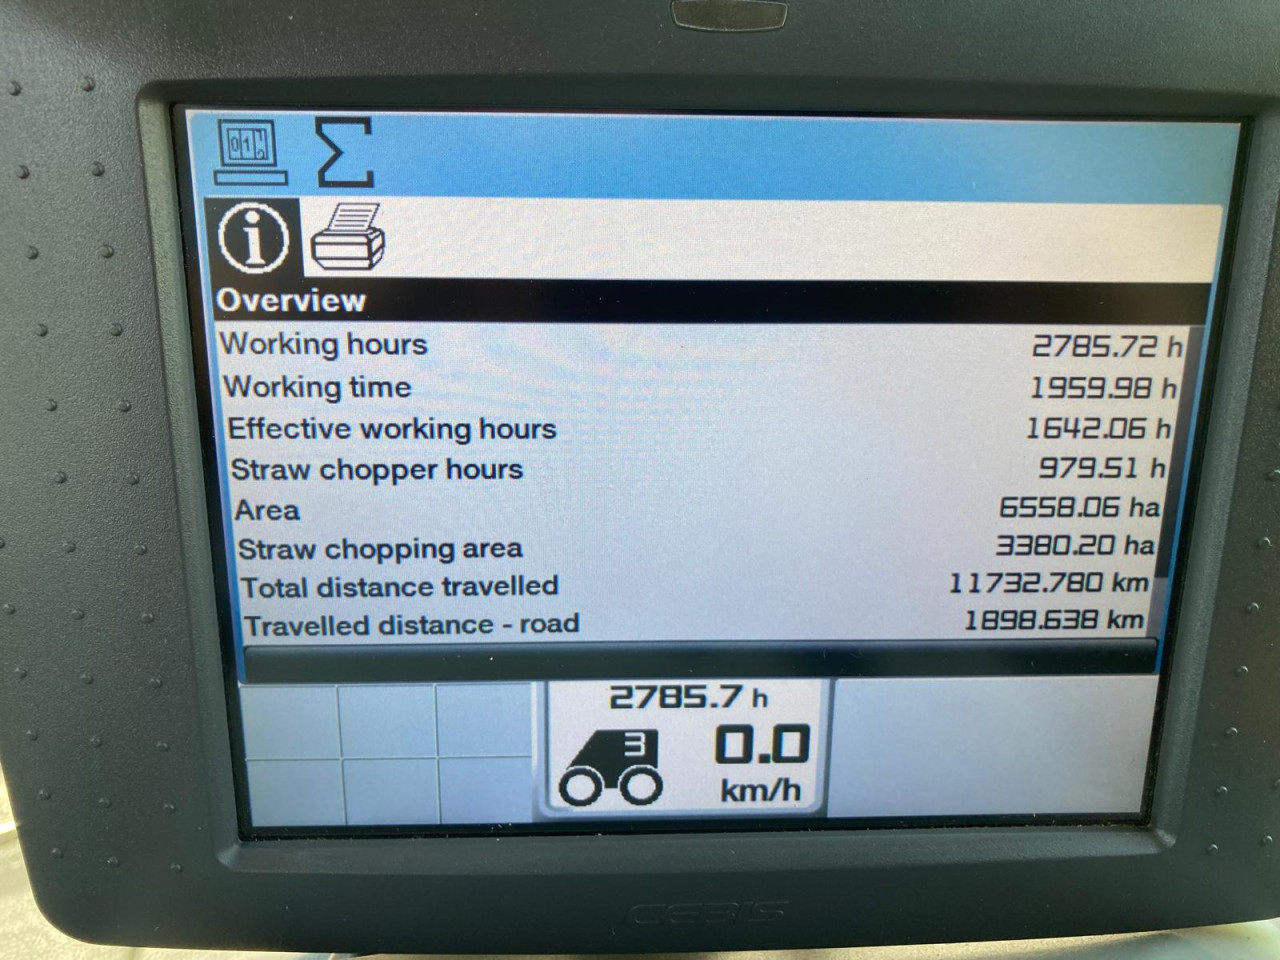 Overview
Working hours 2785.72 h
Working time 1959.98 h
Effective working hours 1642.06 h
Straw chopper hours 979.51 h
Area 6558.06 ha
Straw chopping area 3380.20 ha
Total distance travelled 11732.780 km
Travelled distance - road 1898.638 km
2785.7 h
3 0.0
km/h
CEBIS